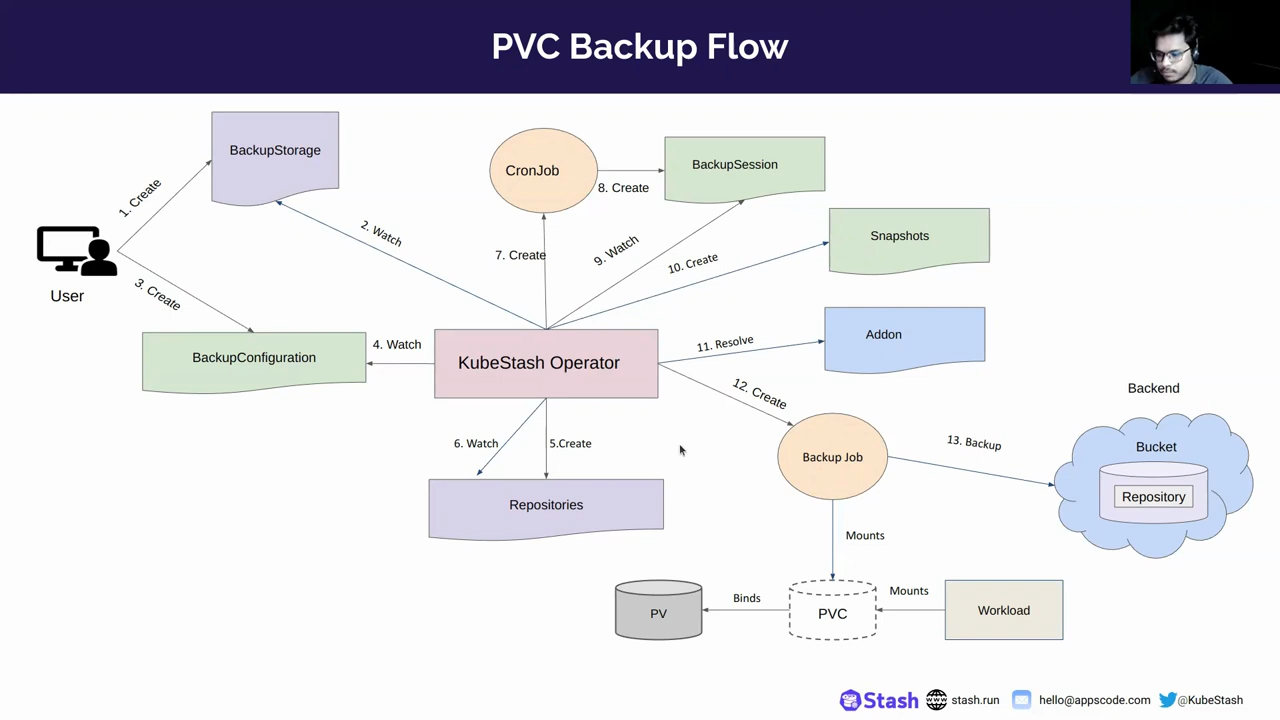 PVC Backup Flow
BackupStorage
CronJob
8. Create
BackupSession
1. Create
2. Watch
7. Create
9. Watch
10. Create
Snapshots
User
3. Create
BackupConfiguration
4. Watch
KubeStash Operator
11. Resolve
Addon
12. Create
6. Watch
5.Create
Repositories
Backup Job
13. Backup
Backend
Bucket
Repository
Mounts
PV
Binds
PVC
Mounts
Workload
Stash
stash.run
hello@appscode.com
@KubeStash